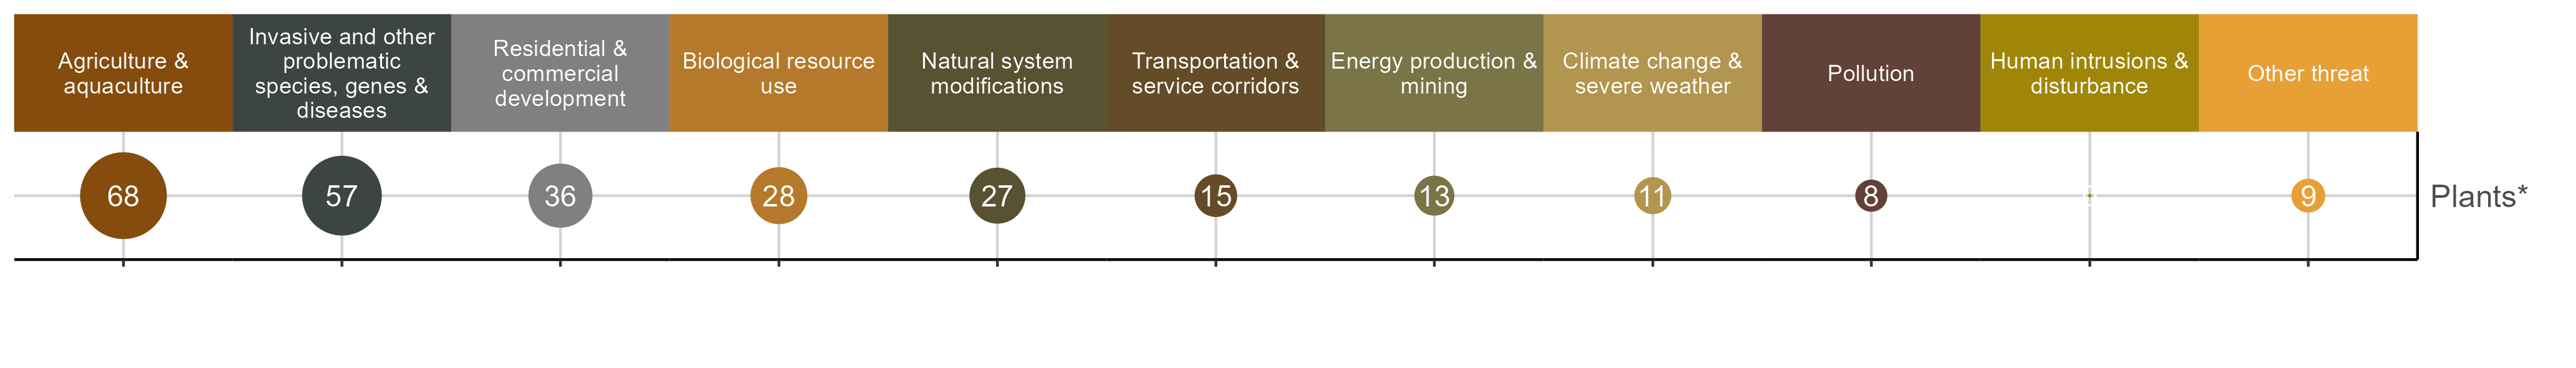 Agriculture &
aquaculture
Invasive and other
problematic
species, genes &
diseases
Residential &
commercial
development
Biological resource
use
Natural system
modifications
Transportation &
service corridors
Energy production &
mining
Climate change &
severe weather
Pollution
Human intrusions &
disturbance
Other threat
68
57
36
28
27
15
13
11
8
9
Plants*